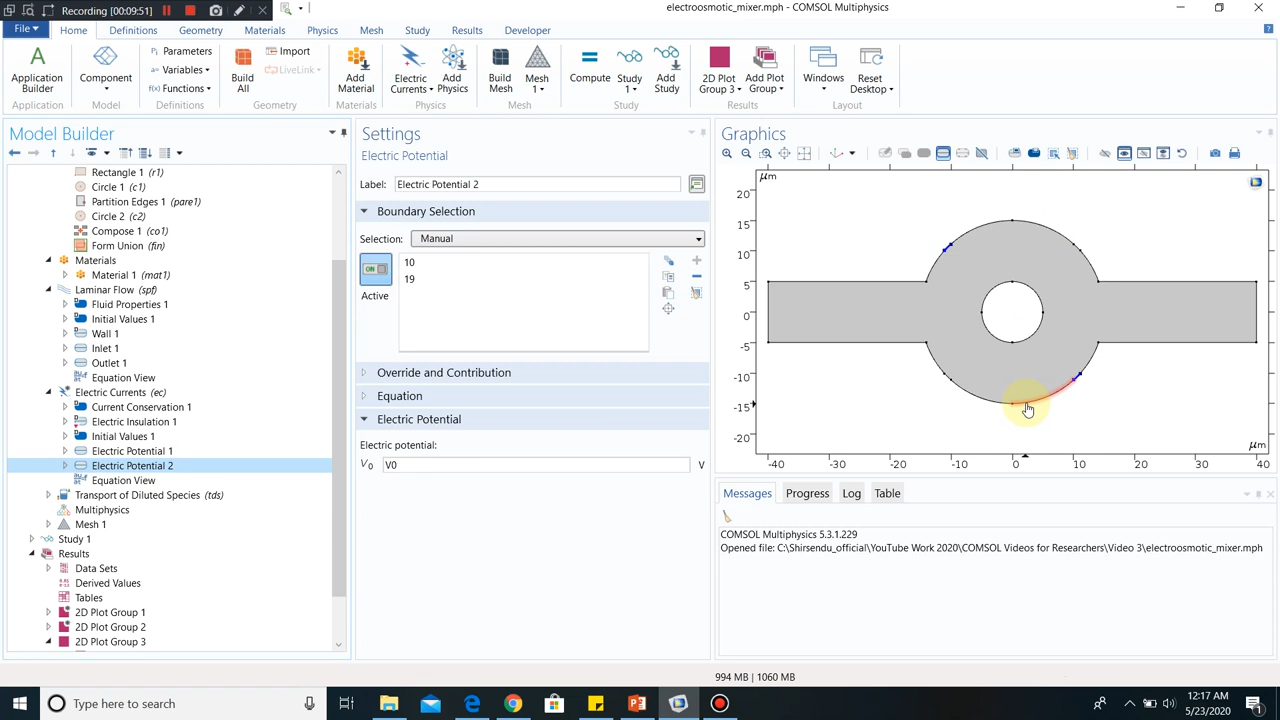 Recording [00:09:51]
electroosmotic_mixer.mph - COMSOL Multiphysics
File
Home
Definitions
Geometry
Materials
Physics
Mesh
Study
Results
Developer
Application Builder
Component
Parameters
Variables
Functions
Build All
Import
LiveLink
Add Material
Electric Currents
Add Physics
Build Mesh
Mesh 1
Compute
Study 1
Add Study
2D Plot Group 3
Add Plot Group
Windows
Reset Desktop
Application
Model
Definitions
Geometry
Materials
Physics
Mesh
Study
Results
Layout
Model Builder
Rectangle 1 (r1)
Circle 1 (c1)
Partition Edges 1 (pare1)
Circle 2 (c2)
Compose 1 (co1)
Form Union (fin)
Materials
Material 1 (mat1)
Laminar Flow (spf)
Fluid Properties 1
Initial Values 1
Wall 1
Inlet 1
Outlet 1
Equation View
Electric Currents (ec)
Current Conservation 1
Electric Insulation 1
Initial Values 1
Electric Potential 1
Electric Potential 2
Equation View
Transport of Diluted Species (tds)
Multiphysics
Mesh 1
Study 1
Results
Data Sets
Derived Values
Tables
2D Plot Group 1
2D Plot Group 2
2D Plot Group 3
Settings
Electric Potential
Label: Electric Potential 2
Boundary Selection
Selection: Manual
ON
Active
10
19
Override and Contribution
Equation
Electric Potential
Electric potential:
V0 V0 V
Graphics
µm
20
15
10
5
0
-5
-10
-15
-20
µm
-40 -30 -20 -10 0 10 20 30 40
Messages Progress Log Table
COMSOL Multiphysics 5.3.1.229
Opened file: C:\Shirsendu_official\YouTube Work 2020\COMSOL Videos for Researchers\Video 3\electroosmotic_mixer.mph
994 MB | 1060 MB
Type here to search
12:17 AM
5/23/2020